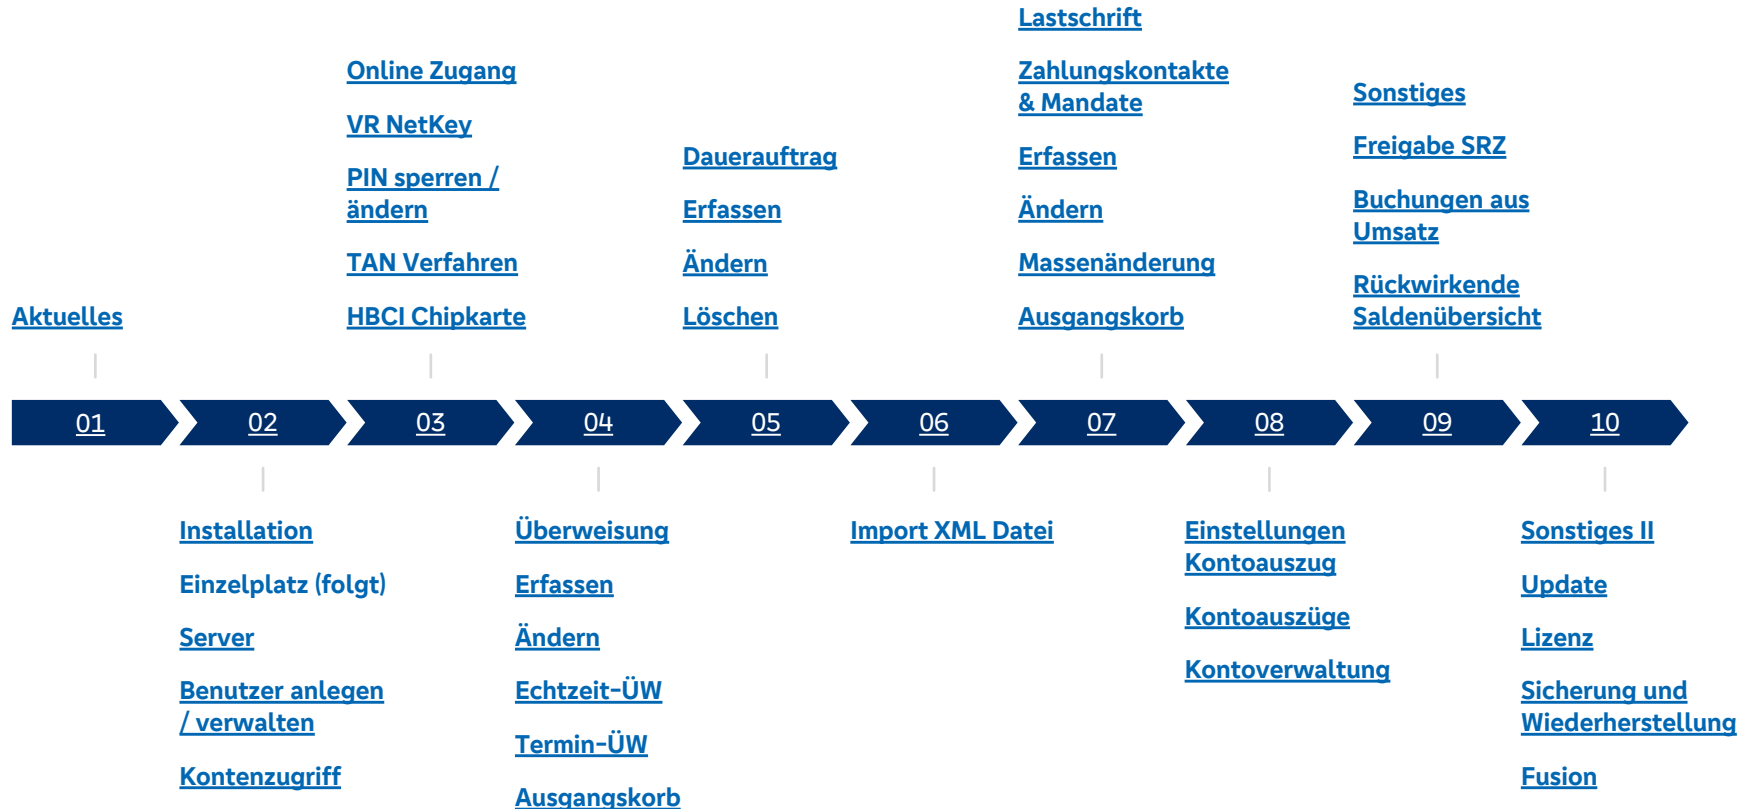 Aktuelles
01
02
Installation
Einzelplatz (folgt)
Server
Benutzer anlegen
/ verwalten
Kontenzugriff
Online Zugang
VR NetKey
PIN sperren /
ändern
TAN Verfahren
HBCI Chipkarte
03
04
Überweisung
Erfassen
Ändern
Echtzeit-ÜW
Termin-ÜW
Ausgangskorb
Dauerauftrag
Erfassen
Ändern
Löschen
05
06
Import XML Datei
Lastschrift
Zahlungskontakte
& Mandate
Erfassen
Ändern
Massenänderung
Ausgangskorb
07
08
Einstellungen
Kontoauszug
Kontoauszüge
Kontoverwaltung
Sonstiges
Freigabe SRZ
Buchungen aus
Umsatz
Rückwirkende
Saldenübersicht
09
10
Sonstiges II
Update
Lizenz
Sicherung und
Wiederherstellung
Fusion